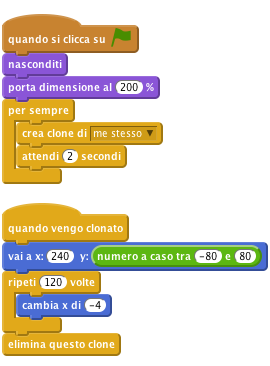 quando si clicca su
nasconditi
porta dimensione al 200 %
per sempre
crea clone di me stesso
attendi 2 secondi
quando vengo clonato
vai a x: 240 y: numero a caso tra -80 e 80
ripeti 120 volte
cambia x di -4
elimina questo clone